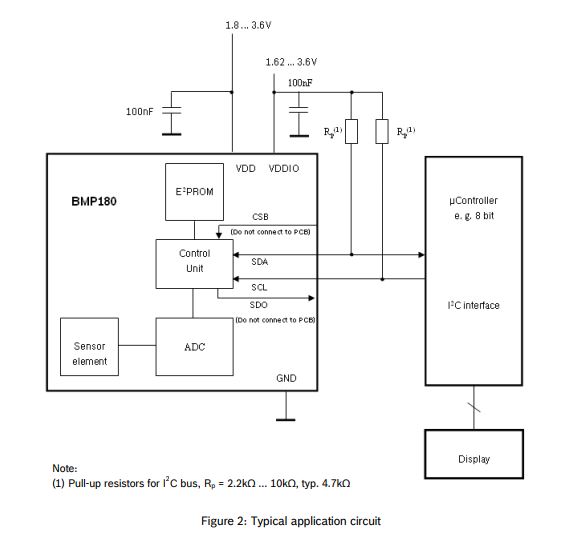 1.8 ... 3.6V
1.62 ... 3.6V
100nF
100nF
Rp(1)
Rp(1)
VDD VDDIO
BMP180
E²PROM
µController
e. g. 8 bit
CSB
(Do not connect to PCB)
Control
Unit
SDA
SCL
SDO
(Do not connect to PCB)
I²C interface
Sensor
element
ADC
GND
Display
Note:
(1) Pull-up resistors for I²C bus, Rp = 2.2kΩ ... 10kΩ, typ. 4.7kΩ
Figure 2: Typical application circuit